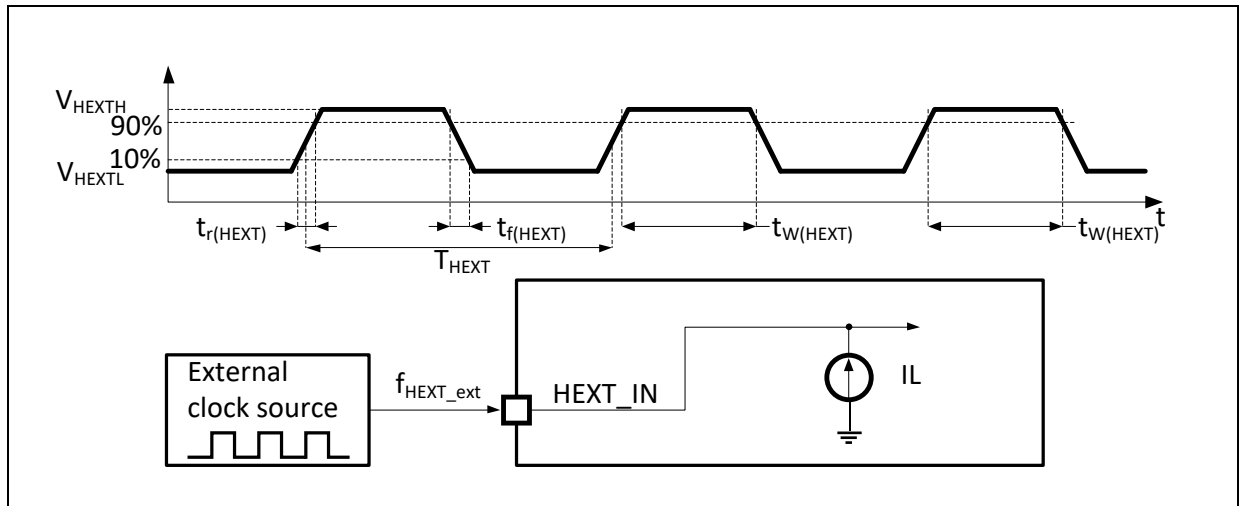 V_HEXTH
90%
10%
V_HEXTL
t
t_r(HEXT)
t_f(HEXT)
t_W(HEXT)
t_W(HEXT)
T_HEXT
External
clock source
f_HEXT_ext
HEXT_IN
IL